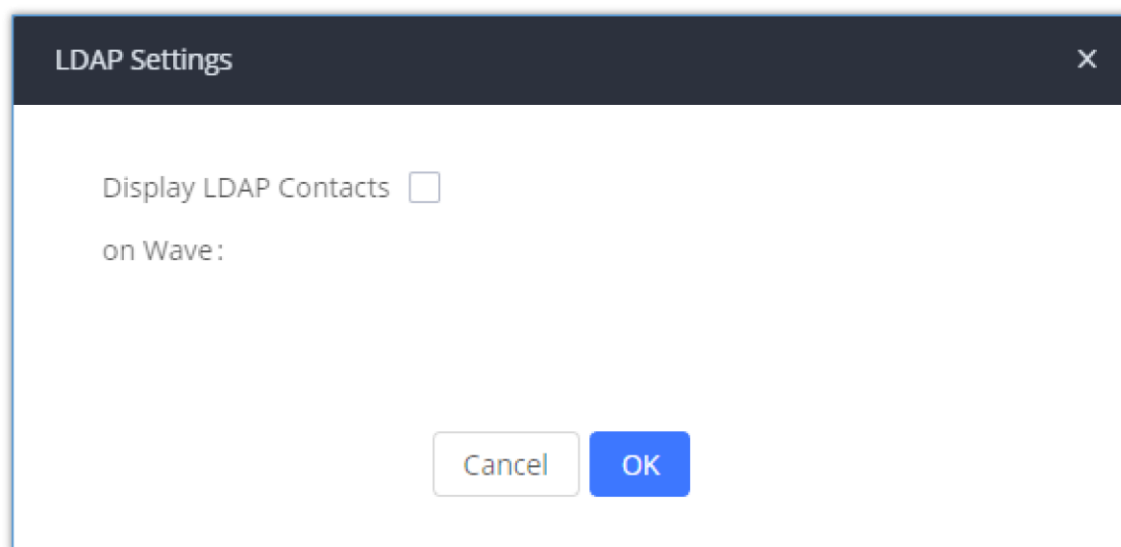 LDAP Settings
Display LDAP Contacts
on Wave:
Cancel
OK